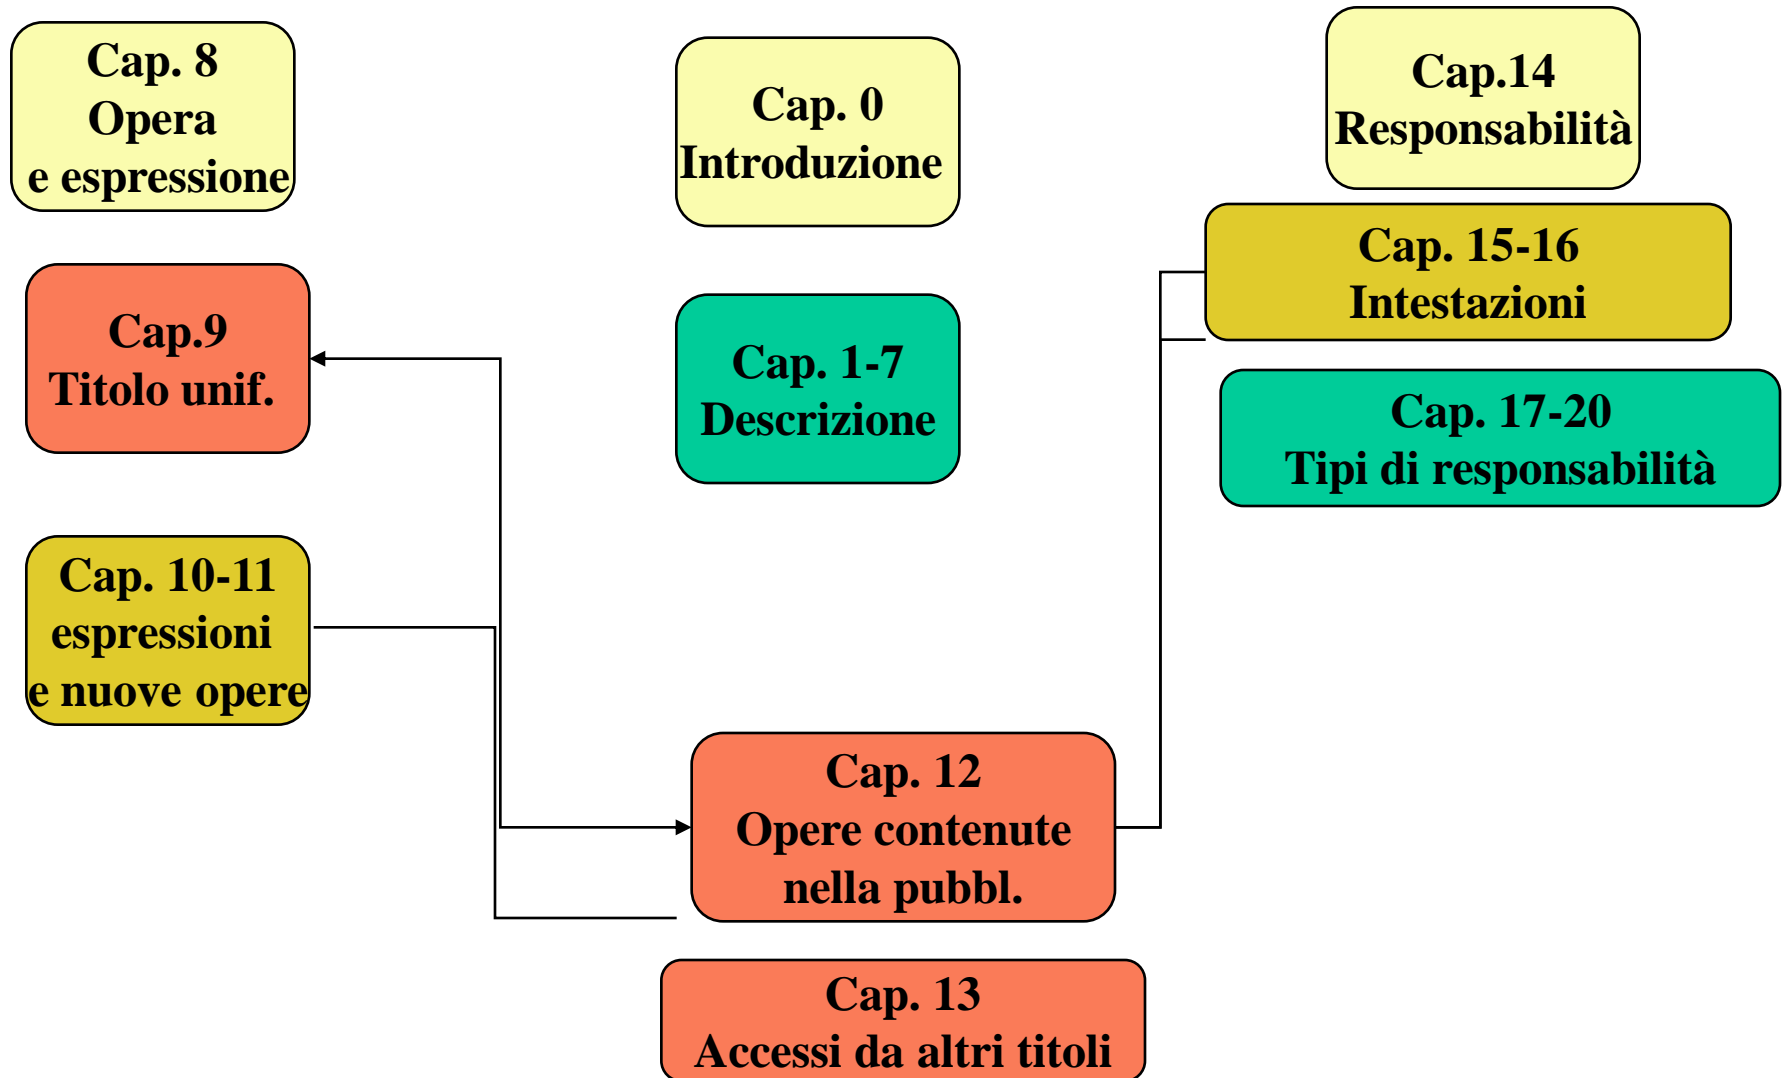 Cap. 8
Opera
e espressione
Cap. 0
Introduzione
Cap.14
Responsabilità
Cap. 15-16
Intestazioni
Cap.9
Titolo unif.
Cap. 1-7
Descrizione
Cap. 17-20
Tipi di responsabilità
Cap. 10-11
espressioni
e nuove opere
Cap. 12
Opere contenute
nella pubbl.
Cap. 13
Accessi da altri titoli